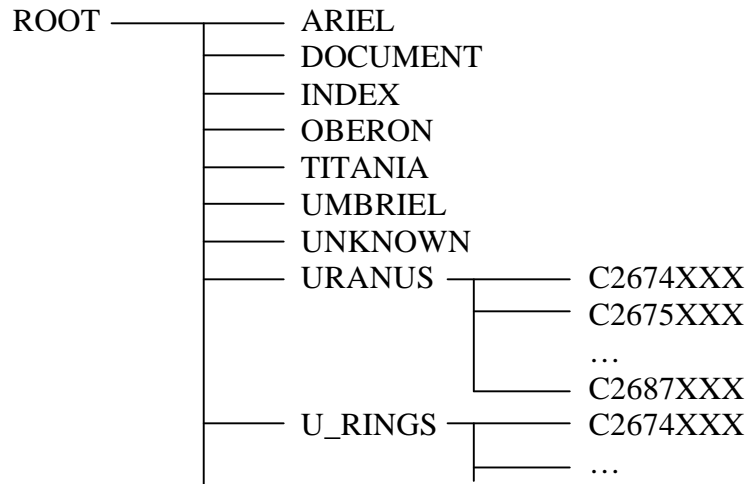 ROOT ARIEL
DOCUMENT
INDEX
OBERON
TITANIA
UMBRIEL
UNKNOWN
URANUS C2674XXX
C2675XXX
…
C2687XXX
U_RINGS C2674XXX
…